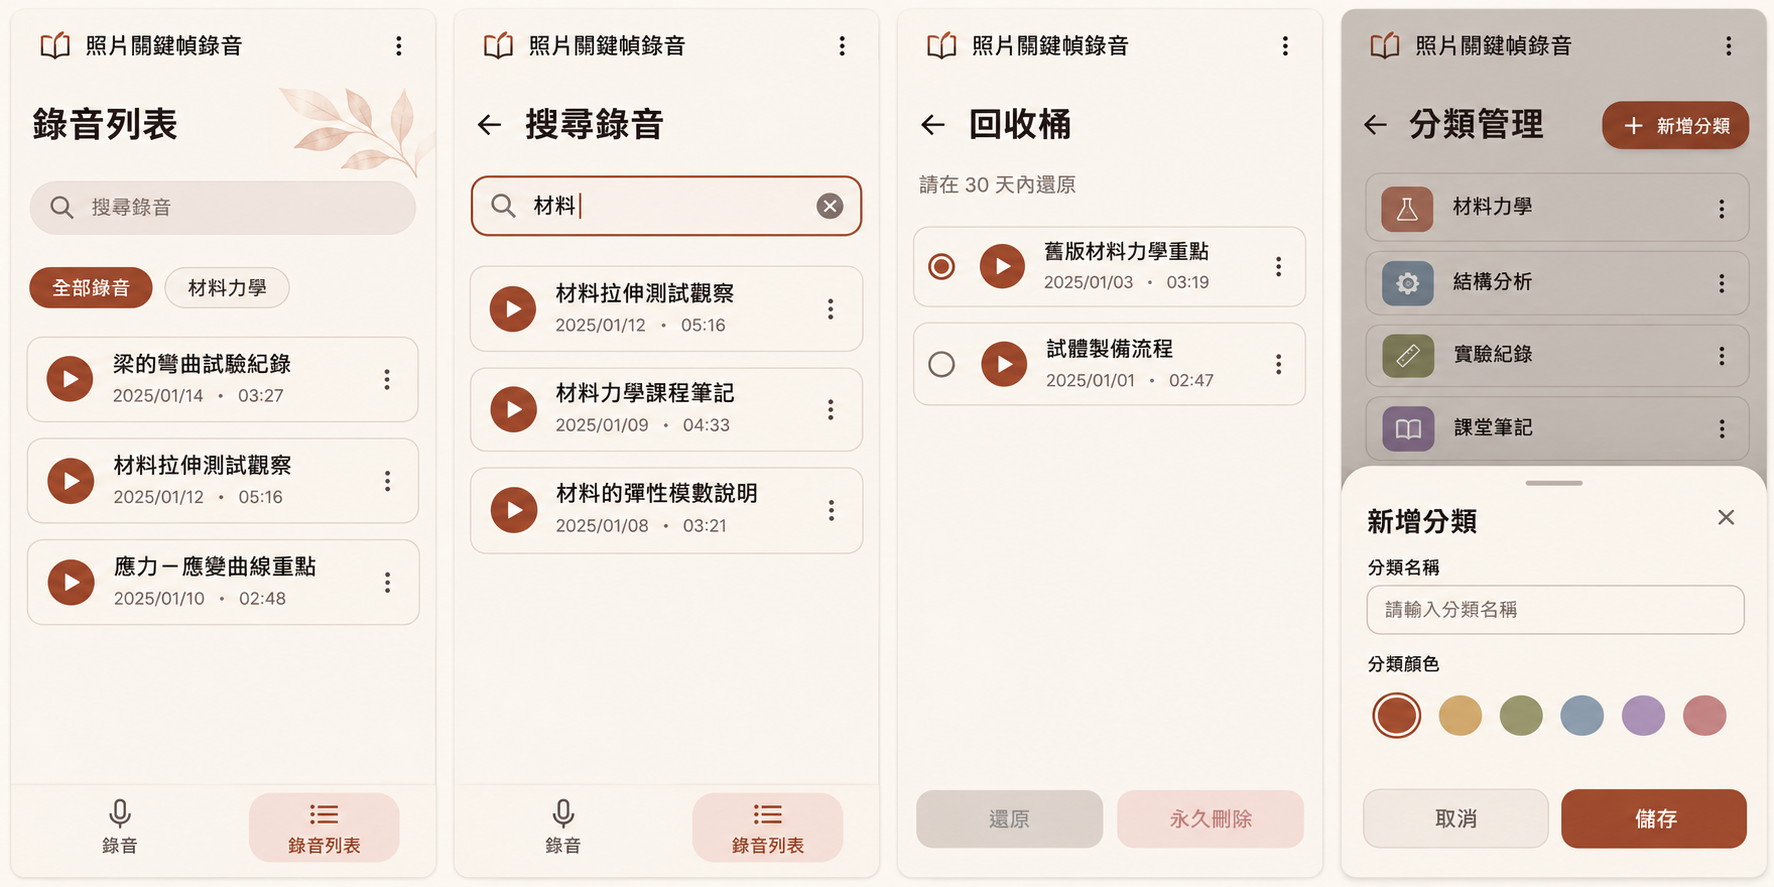 照片關鍵幀錄音
錄音列表
搜尋錄音
全部錄音
材料力學
梁的彎曲試驗紀錄
2025/01/14 • 03:27
材料拉伸測試觀察
2025/01/12 • 05:16
應力－應變曲線重點
2025/01/10 • 02:48
錄音
錄音列表
照片關鍵幀錄音
搜尋錄音
材料
材料拉伸測試觀察
2025/01/12 • 05:16
材料力學課程筆記
2025/01/09 • 04:33
材料的彈性模數說明
2025/01/08 • 03:21
錄音
錄音列表
照片關鍵幀錄音
回收桶
請在 30 天內還原
舊版材料力學重點
2025/01/03 • 03:19
試體製備流程
2025/01/01 • 02:47
還原
永久刪除
照片關鍵幀錄音
分類管理
＋ 新增分類
材料力學
結構分析
實驗紀錄
課堂筆記
新增分類
分類名稱
請輸入分類名稱
分類顏色
取消
儲存